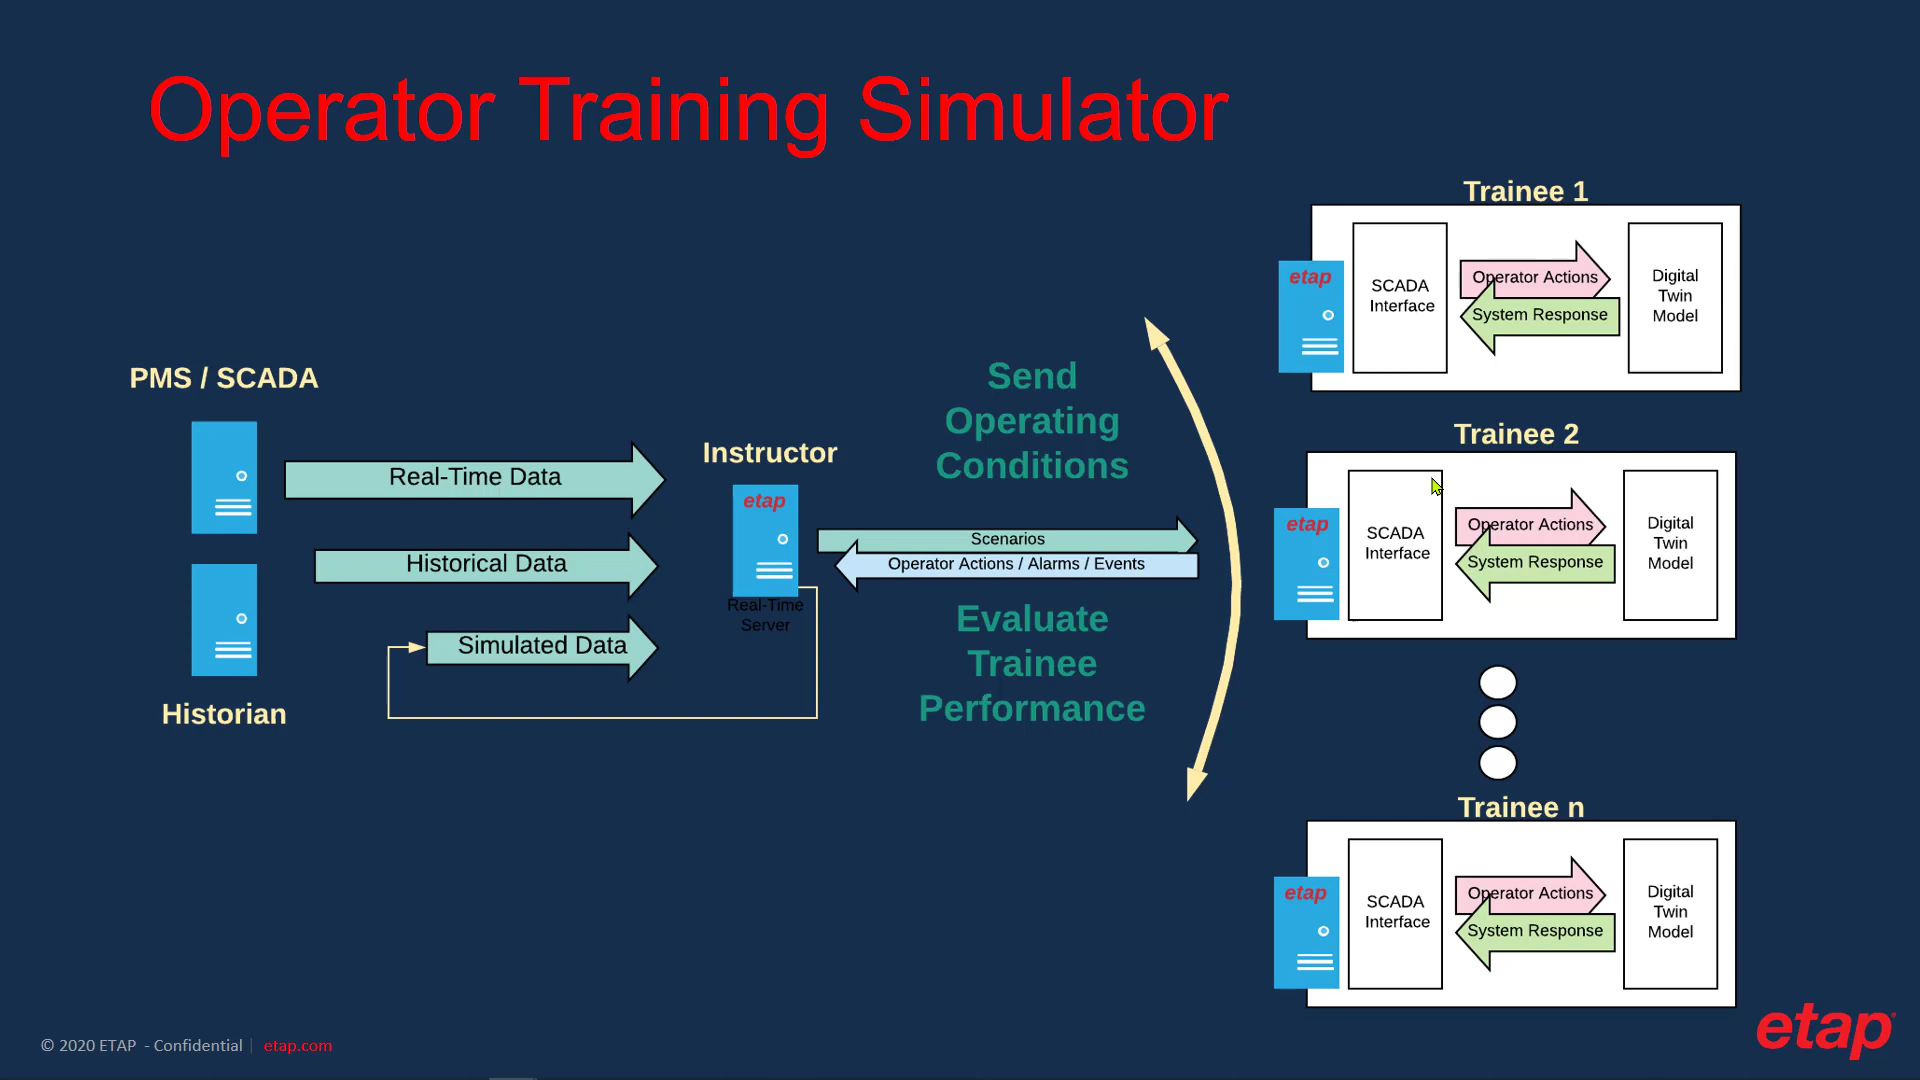 Operator Training Simulator
PMS / SCADA
Real-Time Data
Historical Data
Simulated Data
Historian
Instructor
etap
Real-Time
Server
Send
Operating
Conditions
Scenarios
Operator Actions / Alarms / Events
Evaluate
Trainee
Performance
Trainee 1
etap
SCADA
Interface
Operator Actions
System Response
Digital
Twin
Model
Trainee 2
etap
SCADA
Interface
Operator Actions
System Response
Digital
Twin
Model
Trainee n
etap
SCADA
Interface
Operator Actions
System Response
Digital
Twin
Model
© 2020 ETAP - Confidential | etap.com
etap